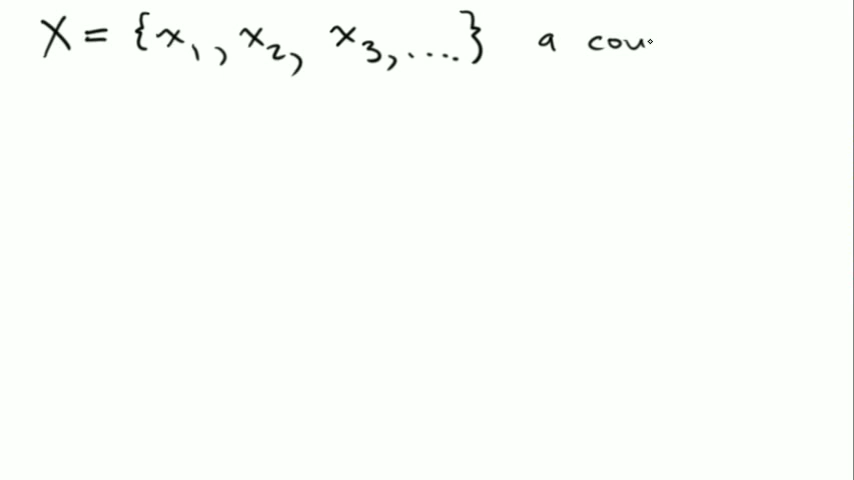 X = {x₁, x₂, x₃, ....} a cou